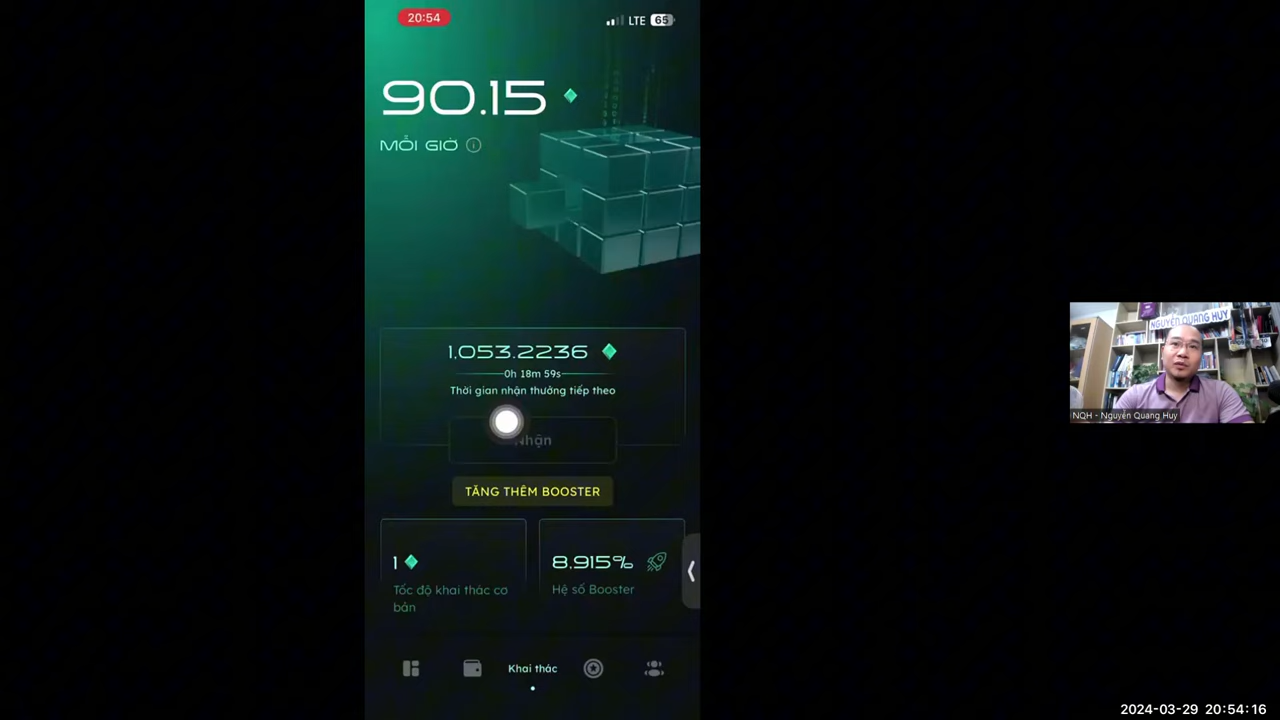 20:54
LTE 65
90.15
MỖI GIỜ
1.053.2236
0h 18m 59s
Thời gian nhận thưởng tiếp theo
Nhận
TĂNG THÊM BOOSTER
1
8.915%
Tốc độ khai thác cơ
bản
Hệ số Booster
Khai thác
NGUYỄN QUANG HUY
NQH - Nguyễn Quang Huy
2024-03-29 20:54:16